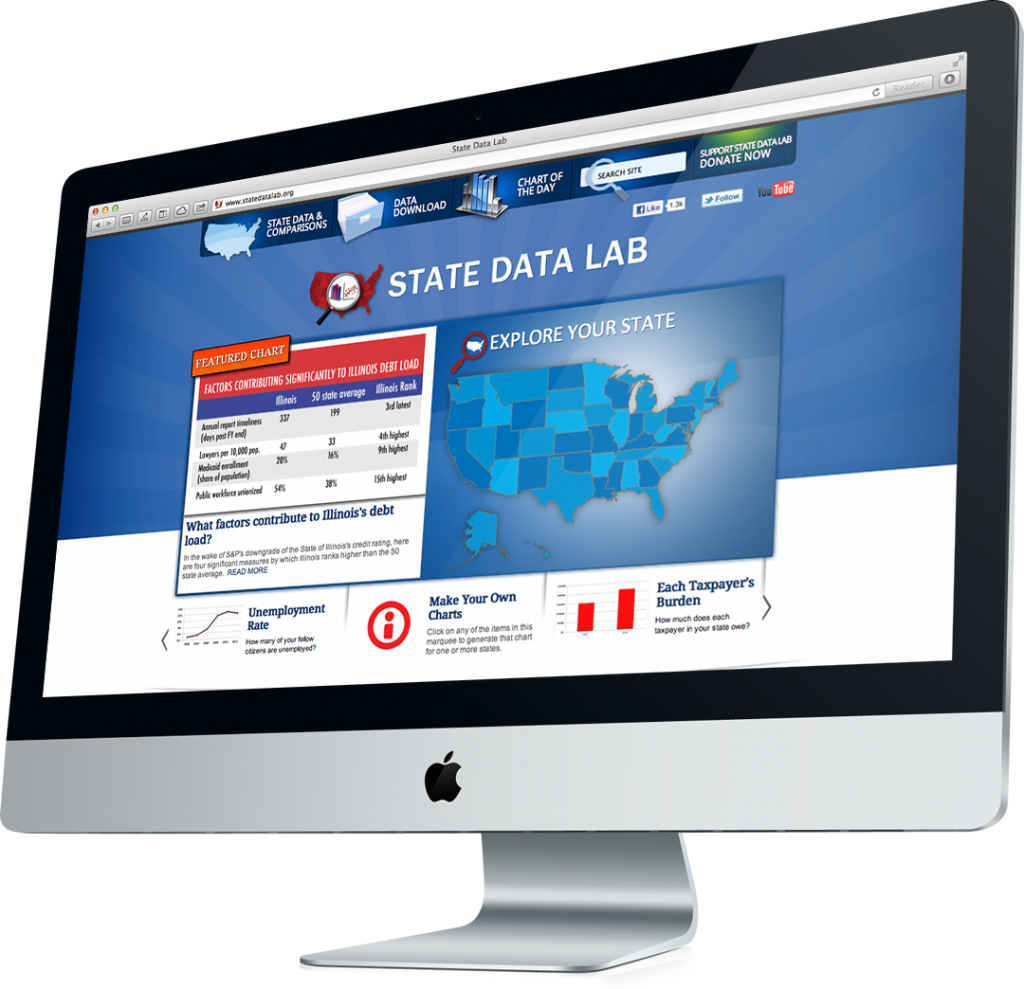 State Data Lab
www.statedatalab.org
Reader
STATE DATA &
COMPARISONS
DATA
DOWNLOAD
CHART OF
THE DAY
SEARCH SITE
SUPPORT STATE DATA LAB
DONATE NOW
Like 1.3k
Follow
YouTube
STATE DATA LAB
FEATURED CHART
FACTORS CONTRIBUTING SIGNIFICANTLY TO ILLINOIS DEBT LOAD
Illinois 50 state average Illinois Rank
Annual report timeliness
(days past FY end) 337 199 3rd latest
Lawyers per 10,000 pop. 47 33 4th highest
Medicaid enrollment
(share of population) 20% 16% 9th highest
Public workforce unionized 54% 38% 15th highest
What factors contribute to Illinois's debt
load?
In the wake of S&P's downgrade of the State of Illinois's credit rating, here
are four significant measures by which Illinois ranks higher than the 50
state average. READ MORE
EXPLORE YOUR STATE
Unemployment
Rate
How many of your fellow
citizens are unemployed?
Make Your Own
Charts
Click on any of the items in this
marquee to generate that chart
for one or more states.
Each Taxpayer's
Burden
How much does each
taxpayer in your state owe?